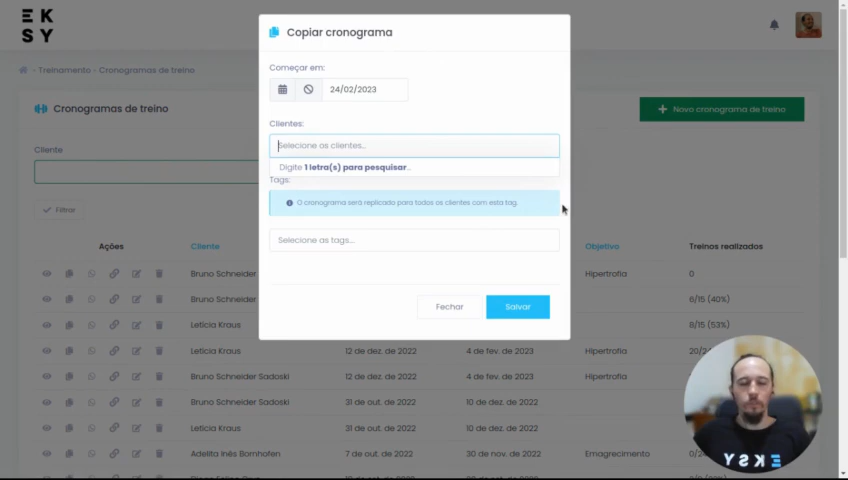 EK
SY
Copiar cronograma
- Treinamento - Cronogramas de treino
Começar em:
24/02/2023
Cronogramas de treino
Novo cronograma de treino
Clientes:
Cliente
Selecione os clientes...
Digite 1 letra(s) para pesquisar...
Tags:
O cronograma será replicado para todos os clientes com esta tag.
Filtrar
Selecione as tags...
Ações Cliente Objetivo Treinos realizados
Bruno Schneider Hipertrofia 0
Bruno Schneider 6/15 (40%)
Fechar Salvar
Letícia Kraus 8/15 (53%)
Letícia Kraus 12 de dez. de 2022 4 de fev. de 2023 Hipertrofia 20/2
Bruno Schneider Sadoski 12 de dez. de 2022 4 de fev. de 2023 Hipertrofia
Bruno Schneider Sadoski 31 de out. de 2022 10 de dez. de 2022
Letícia Kraus 31 de out. de 2022 10 de dez. de 2022
Adelita Inês Bornhofen 7 de out. de 2022 30 de nov. de 2022 Emagrecimento 0/2
EKSY